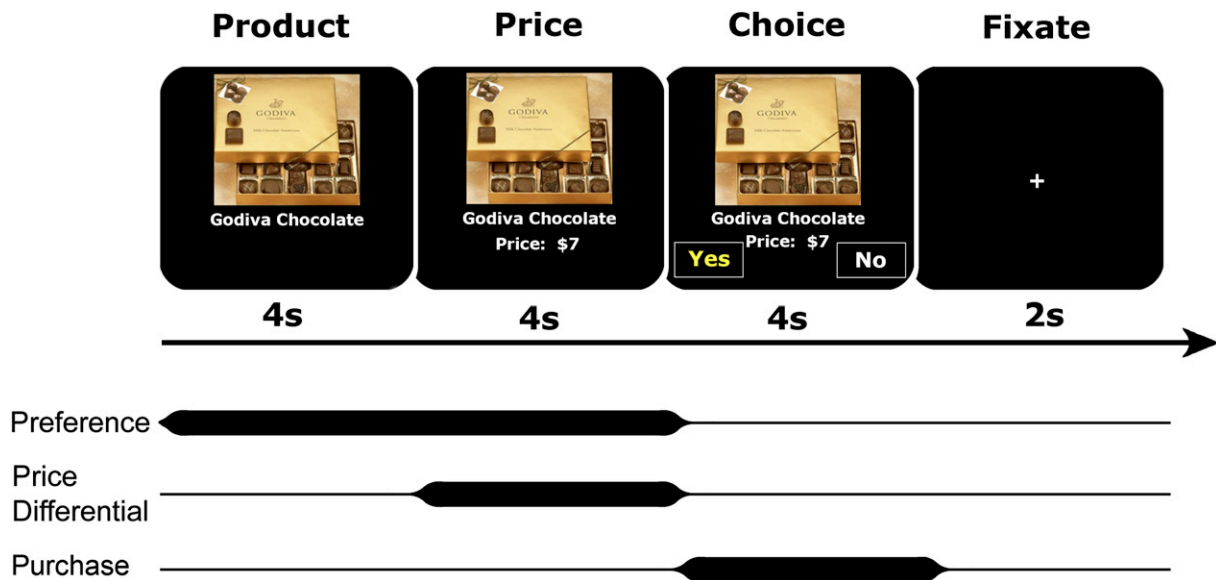 Product Price Choice Fixate
GODIVA
Godiva Chocolate
GODIVA
Godiva Chocolate
Price: $7
GODIVA
Godiva Chocolate
Price: $7
Yes No
+
4s 4s 4s 2s
Preference
Price
Differential
Purchase